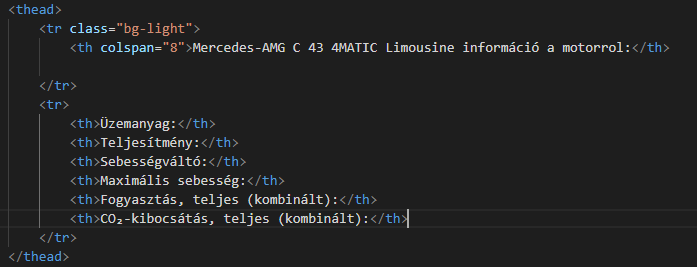 <thead>
<tr class="bg-light">
<th colspan="8">Mercedes-AMG C 43 4MATIC Limousine információ a motorrol:</th>
</tr>
<tr>
<th>Üzemanyag:</th>
<th>Teljesítmény:</th>
<th>Sebességváltó:</th>
<th>Maximális sebesség:</th>
<th>Fogyasztás, teljes (kombinált):</th>
<th>CO₂-kibocsátás, teljes (kombinált):</th>
</tr>
</thead>